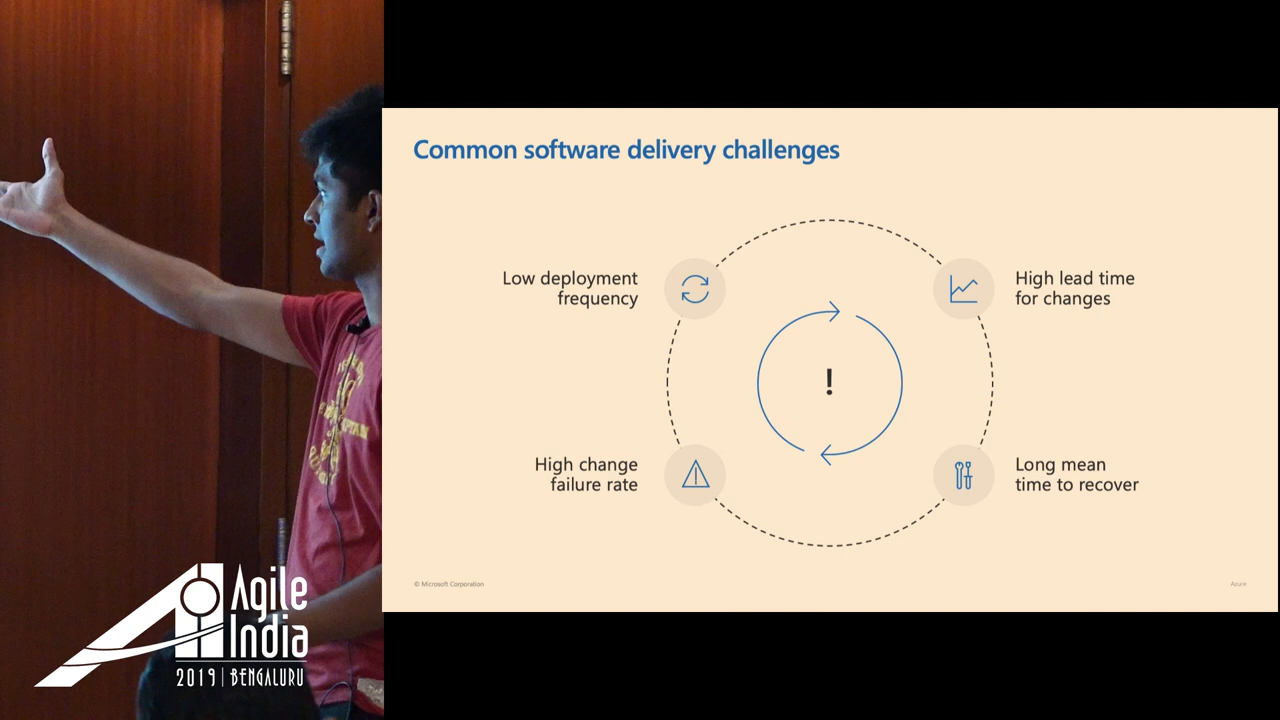 Common software delivery challenges
Low deployment
frequency
High lead time
for changes
!
High change
failure rate
Long mean
time to recover
© Microsoft Corporation
Azure
Agile
India
2019 | BENGALURU